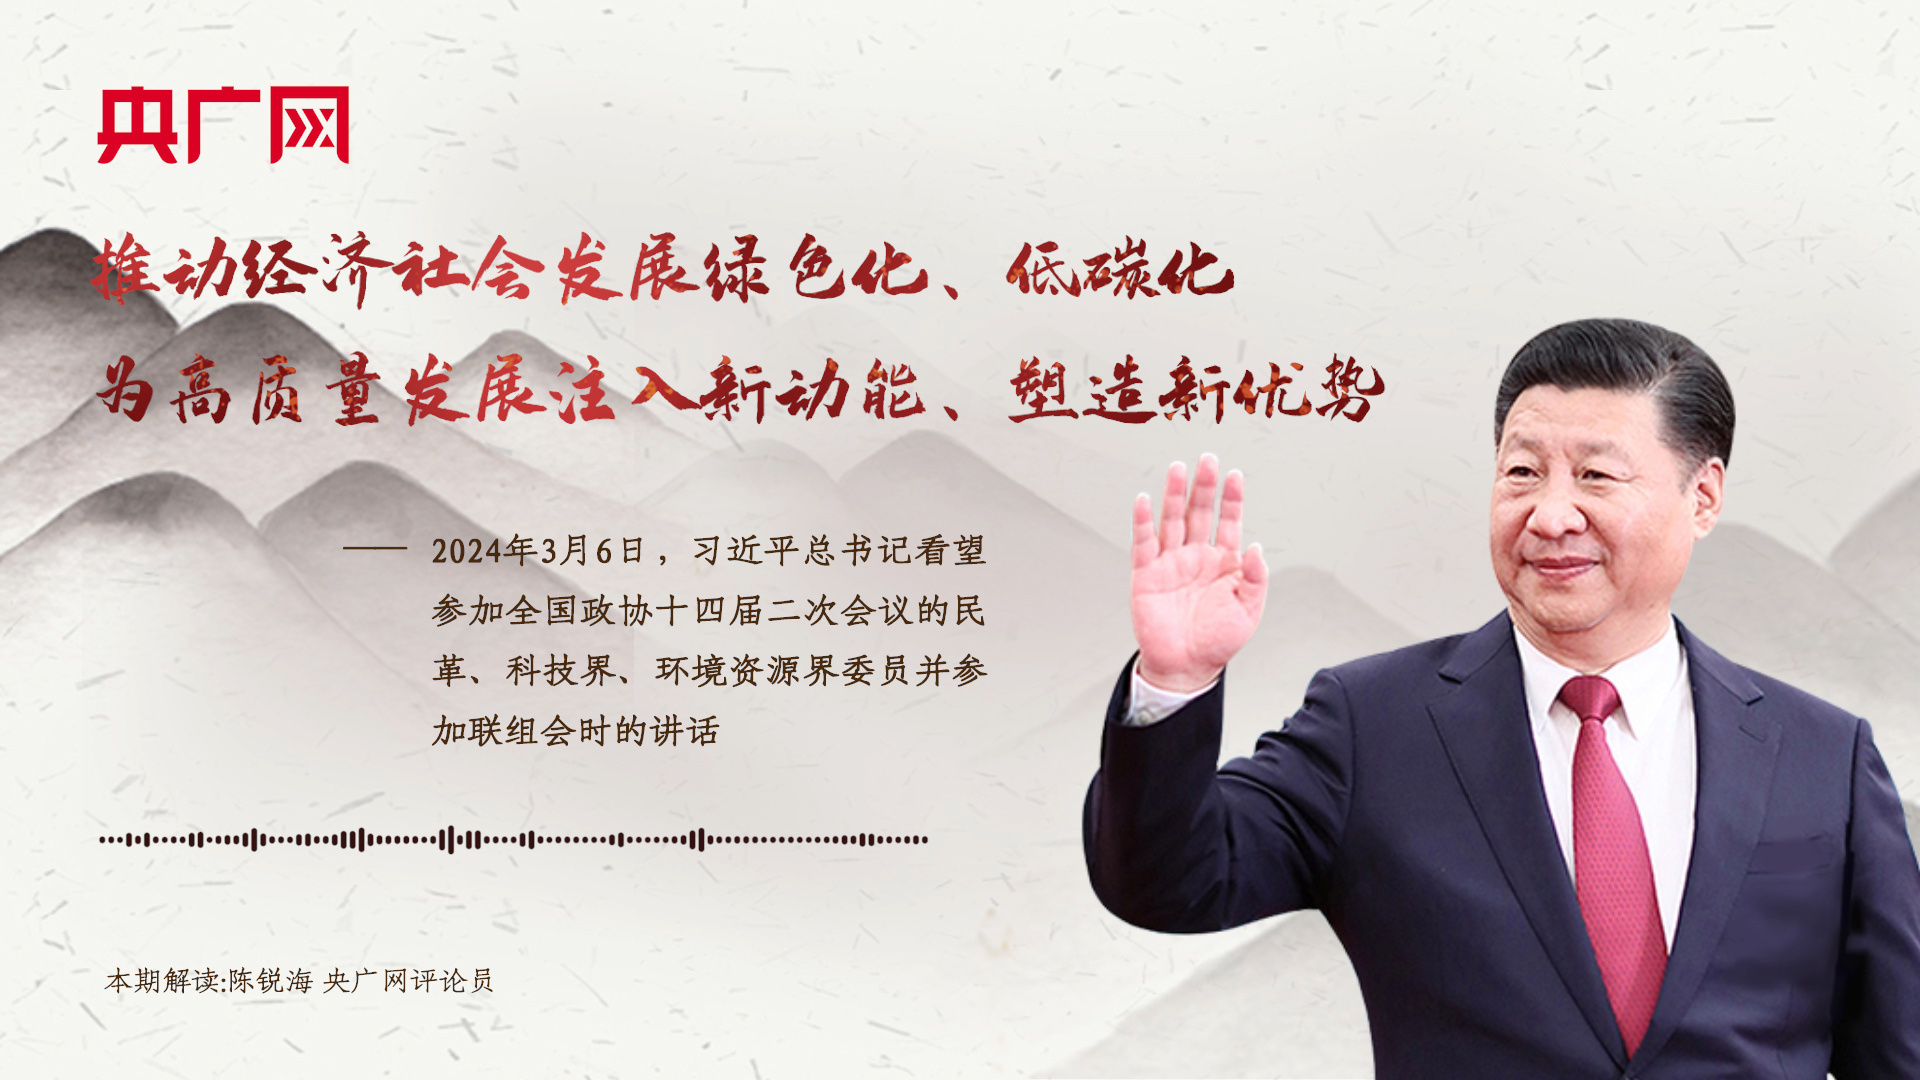 央广网
推动经济社会发展绿色化、低碳化
为高质量发展注入新动能、塑造新优势
—— 2024年3月6日，习近平总书记看望
参加全国政协十四届二次会议的民
革、科技界、环境资源界委员并参
加联组会时的讲话
本期解读:陈锐海 央广网评论员